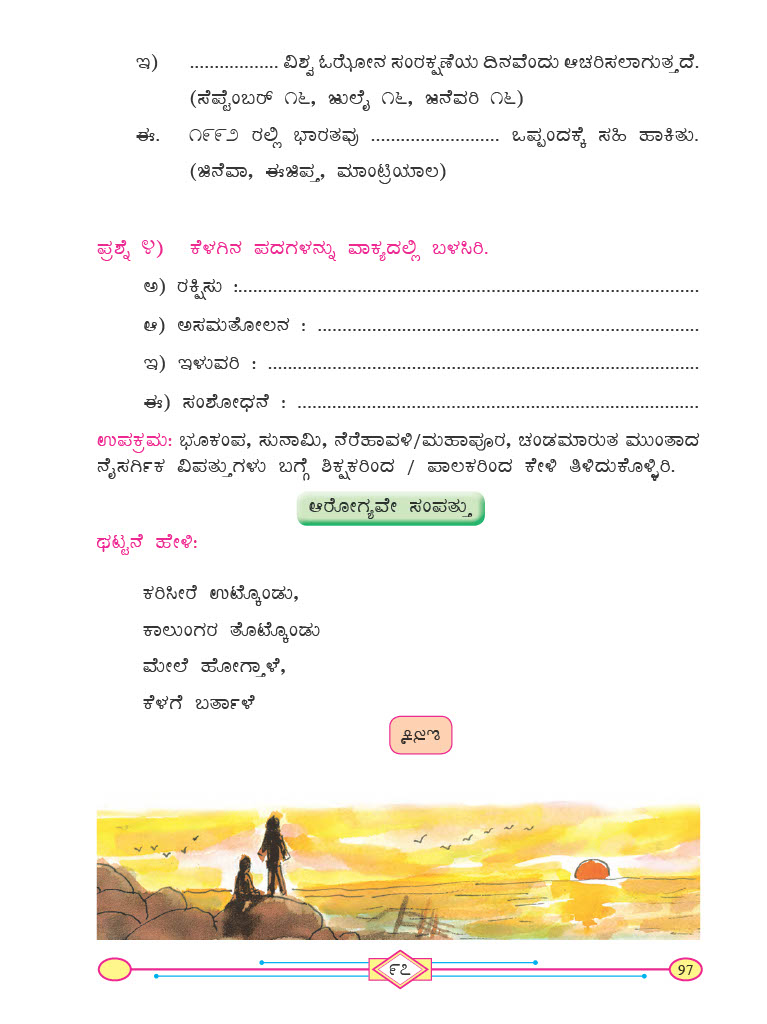 ಇ) .................. ವಿಶ್ವ ಓಝೋನ ಸಂರಕ್ಷಣೆಯ ದಿನವೆಂದು ಆಚರಿಸಲಾಗುತ್ತದೆ.
(ಸೆಪ್ಟೆಂಬರ್ ೧೬, ಜುಲೈ ೧೬, ಜನೆವರಿ ೧೬)
ಈ. ೧೯೯೨ ರಲ್ಲಿ ಭಾರತವು .......................... ಒಪ್ಪಂದಕ್ಕೆ ಸಹಿ ಹಾಕಿತು.
(ಜಿನೆವಾ, ಈಜಿಪ್ತ, ಮಾಂಟ್ರಿಯಾಲ)
ಪ್ರಶ್ನೆ ೪) ಕೆಳಗಿನ ಪದಗಳನ್ನು ವಾಕ್ಯದಲ್ಲಿ ಬಳಸಿರಿ.
ಅ) ರಕ್ಷಿಸು :.............................................................................................
ಆ) ಅಸಮತೋಲನ : .............................................................................
ಇ) ಇಳುವರಿ : .......................................................................................
ಈ) ಸಂಶೋಧನೆ : .................................................................................
ಉಪಕ್ರಮ: ಭೂಕಂಪ, ಸುನಾಮಿ, ನೆರೆಹಾವಳಿ/ಮಹಾಪೂರ, ಚಂಡಮಾರುತ ಮುಂತಾದ
ನೈಸರ್ಗಿಕ ವಿಪತ್ತುಗಳು ಬಗ್ಗೆ ಶಿಕ್ಷಕರಿಂದ / ಪಾಲಕರಿಂದ ಕೇಳಿ ತಿಳಿದುಕೊಳ್ಳಿರಿ.
ಆರೋಗ್ಯವೇ ಸಂಪತ್ತು
ಥಟ್ಟನೆ ಹೇಳಿ:
ಕರಿಸೀರೆ ಉಟ್ಕೊಂಡು,
ಕಾಲುಂಗರ ತೊಟ್ಕೊಂಡು
ಮೇಲೆ ಹೋಗ್ತಾಳೆ,
ಕೆಳಗೆ ಬರ್ತಾಳೆ
೯೭
97